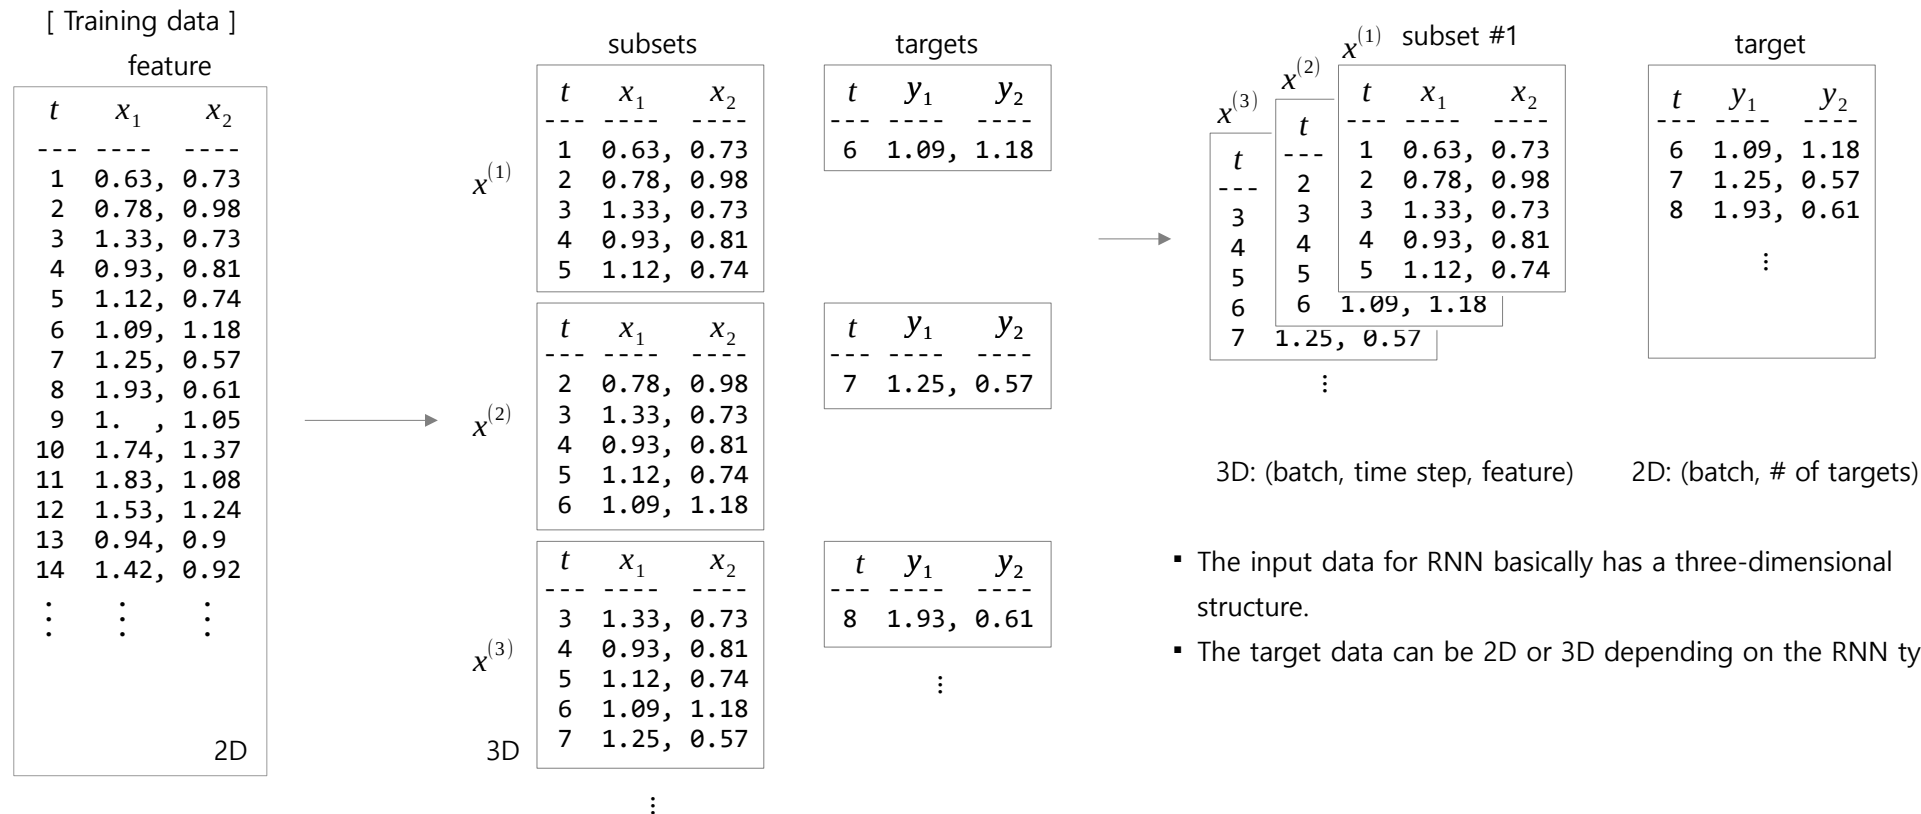 [ Training data ]
feature
t x₁ x₂
--- ---- ----
1 0.63, 0.73
2 0.78, 0.98
3 1.33, 0.73
4 0.93, 0.81
5 1.12, 0.74
6 1.09, 1.18
7 1.25, 0.57
8 1.93, 0.61
9 1. , 1.05
10 1.74, 1.37
11 1.83, 1.08
12 1.53, 1.24
13 0.94, 0.9
14 1.42, 0.92
⋮ ⋮ ⋮
2D
subsets
x⁽¹⁾
t x₁ x₂
--- ---- ----
1 0.63, 0.73
2 0.78, 0.98
3 1.33, 0.73
4 0.93, 0.81
5 1.12, 0.74
x⁽²⁾
t x₁ x₂
--- ---- ----
2 0.78, 0.98
3 1.33, 0.73
4 0.93, 0.81
5 1.12, 0.74
6 1.09, 1.18
x⁽³⁾
t x₁ x₂
--- ---- ----
3 1.33, 0.73
4 0.93, 0.81
5 1.12, 0.74
6 1.09, 1.18
7 1.25, 0.57
3D
⋮
targets
t y₁ y₂
--- ---- ----
6 1.09, 1.18
t y₁ y₂
--- ---- ----
7 1.25, 0.57
t y₁ y₂
--- ---- ----
8 1.93, 0.61
⋮
x⁽¹⁾ subset #1
t x₁ x₂
--- ---- ----
1 0.63, 0.73
2 0.78, 0.98
3 1.33, 0.73
4 0.93, 0.81
5 1.12, 0.74
x⁽²⁾
t
---
2
3
4
5
6 1.09, 1.18
x⁽³⁾
t
---
3
4
5
6
7 1.25, 0.57
⋮
target
t y₁ y₂
--- ---- ----
6 1.09, 1.18
7 1.25, 0.57
8 1.93, 0.61
⋮
3D: (batch, time step, feature)
2D: (batch, # of targets)
▪ The input data for RNN basically has a three-dimensional
structure.
▪ The target data can be 2D or 3D depending on the RNN ty